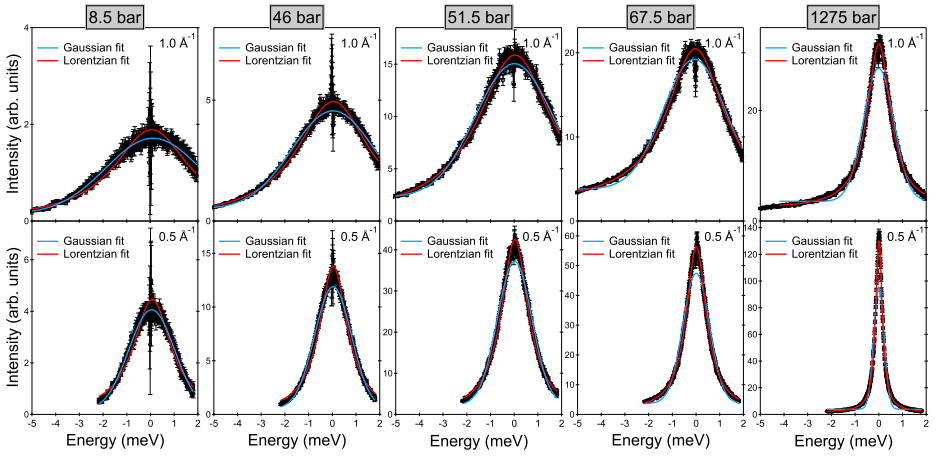 8.5 bar 46 bar 51.5 bar 67.5 bar 1275 bar
Intensity (arb. units)
Gaussian fit
Lorentzian fit
1.0 Å⁻¹
4
2
0
Gaussian fit
Lorentzian fit
1.0 Å⁻¹
5
0
Gaussian fit
Lorentzian fit
1.0 Å⁻¹
15
10
5
0
Gaussian fit
Lorentzian fit
1.0 Å⁻¹
20
10
0
Gaussian fit
Lorentzian fit
1.0 Å⁻¹
20
0
Intensity (arb. units)
Gaussian fit
Lorentzian fit
0.5 Å⁻¹
6
4
2
0
-5 -4 -3 -2 -1 0 1 2
Energy (meV)
Gaussian fit
Lorentzian fit
0.5 Å⁻¹
15
10
5
0
-5 -4 -3 -2 -1 0 1 2
Energy (meV)
Gaussian fit
Lorentzian fit
0.5 Å⁻¹
40
30
20
10
0
-5 -4 -3 -2 -1 0 1 2
Energy (meV)
Gaussian fit
Lorentzian fit
0.5 Å⁻¹
60
50
40
30
20
10
0
-5 -4 -3 -2 -1 0 1 2
Energy (meV)
Gaussian fit
Lorentzian fit
0.5 Å⁻¹
140
120
100
80
60
40
20
0
-5 -4 -3 -2 -1 0 1 2
Energy (meV)